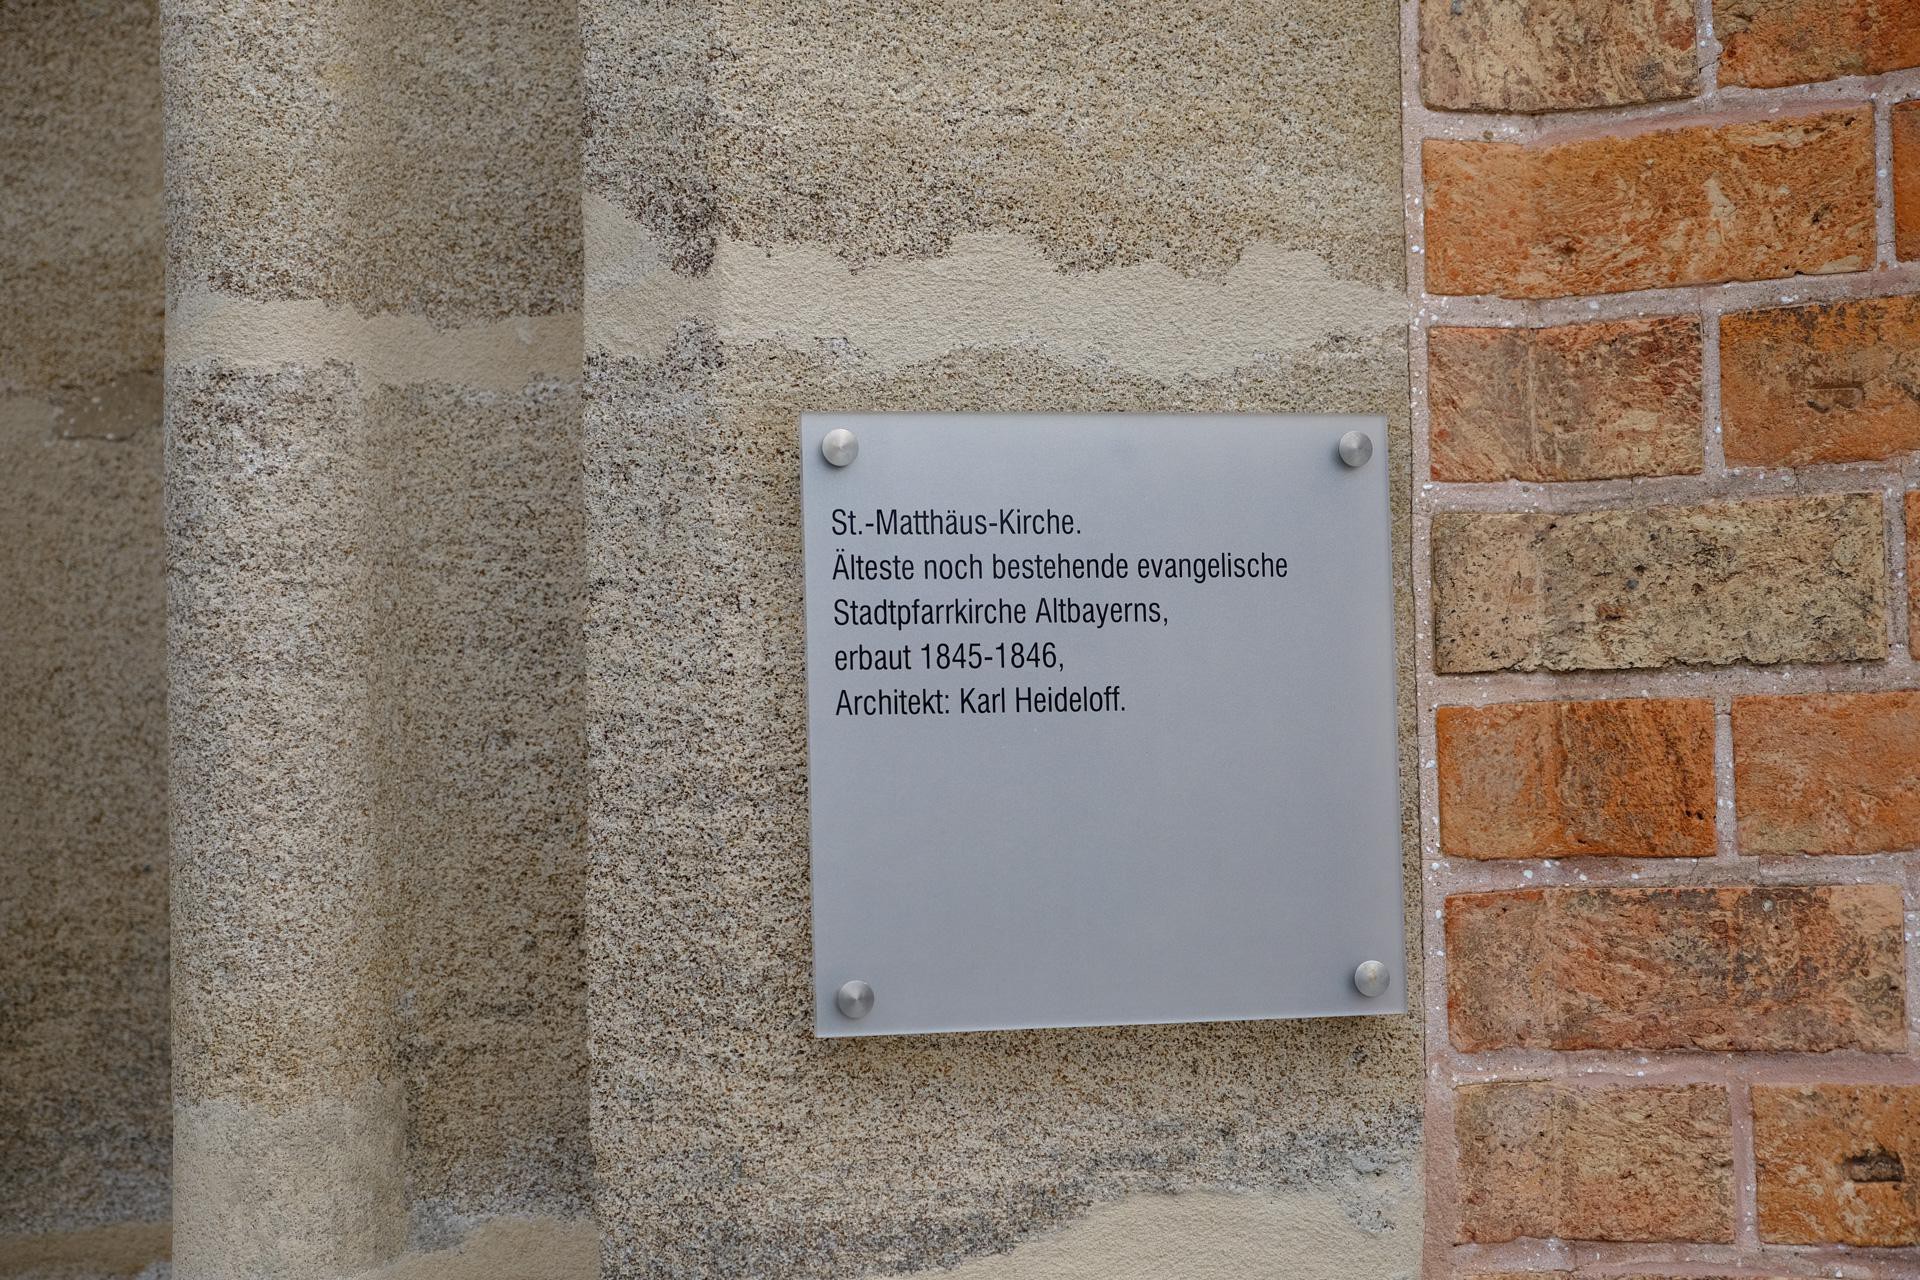 St.-Matthäus-Kirche.
Älteste noch bestehende evangelische
Stadtpfarrkirche Altbayerns,
erbaut 1845-1846,
Architekt: Karl Heideloff.